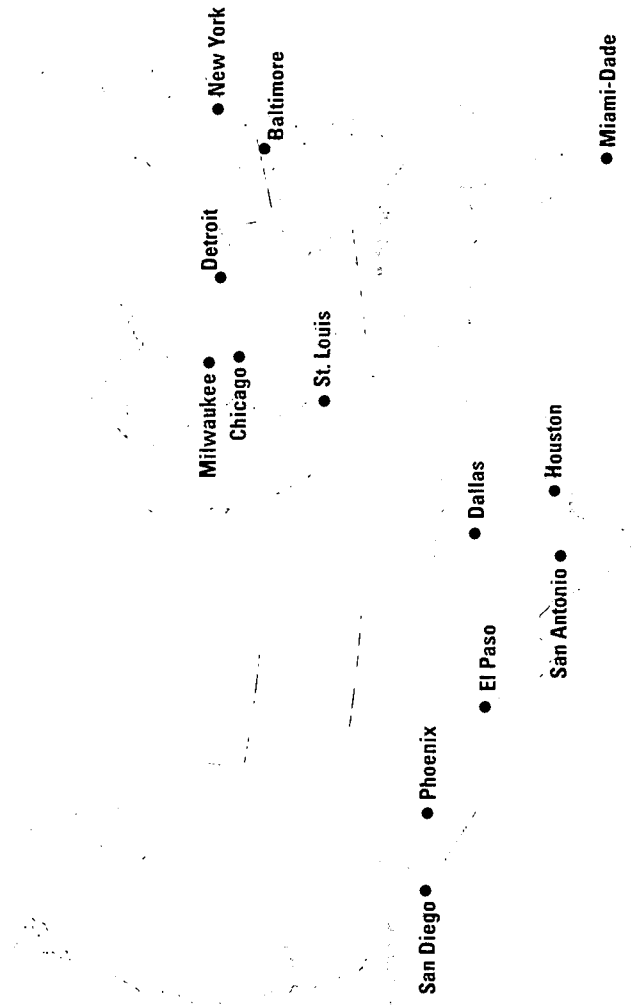 New York
Baltimore
Detroit
Milwaukee
Chicago
St. Louis
Miami-Dade
Dallas
Houston
San Antonio
El Paso
Phoenix
San Diego